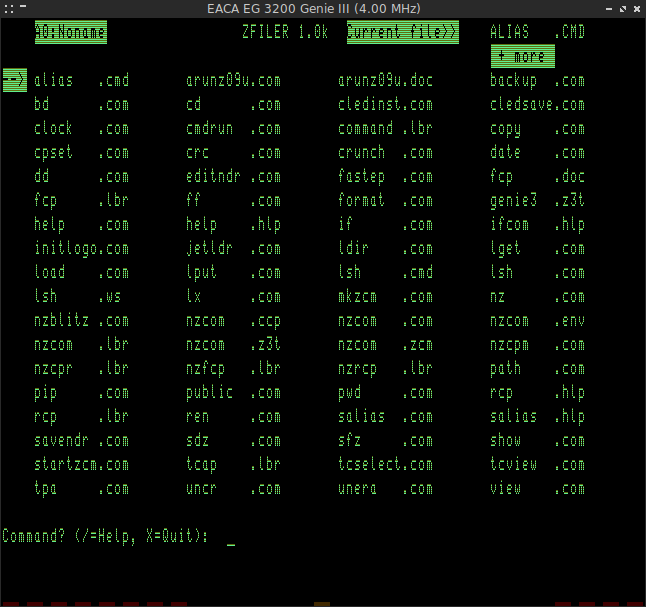 EACA EG 3200 Genie III (4.00 MHz)
A0:Noname ZFILER 1.0k Current file>> ALIAS .CMD
+ more
--> alias .cmd arunz09u.com arunz09u.doc backup .com
bd .com cd .com cledinst.com cledsave.com
clock .com cmdrun .com command .lbr copy .com
cpset .com crc .com crunch .com date .com
dd .com editndr .com fastep .com fcp .doc
fcp .lbr ff .com format .com genie3 .z3t
help .com help .hlp if .com ifcom .hlp
initlogo.com jetldr .com ldir .com lget .com
load .com lput .com lsh .cmd lsh .com
lsh .ws lx .com mkzcm .com nz .com
nzblitz .com nzcom .ccp nzcom .com nzcom .env
nzcom .lbr nzcom .z3t nzcom .zcm nzcpm .com
nzcpr .lbr nzfcp .lbr nzrcp .lbr path .com
pip .com public .com pwd .com rcp .hlp
rcp .lbr ren .com salias .com salias .hlp
savendr .com sdz .com sfz .com show .com
startzcm.com tcap .lbr tcselect.com tcview .com
tpa .com uncr .com unera .com view .com
Command? (/=Help, X=Quit): _